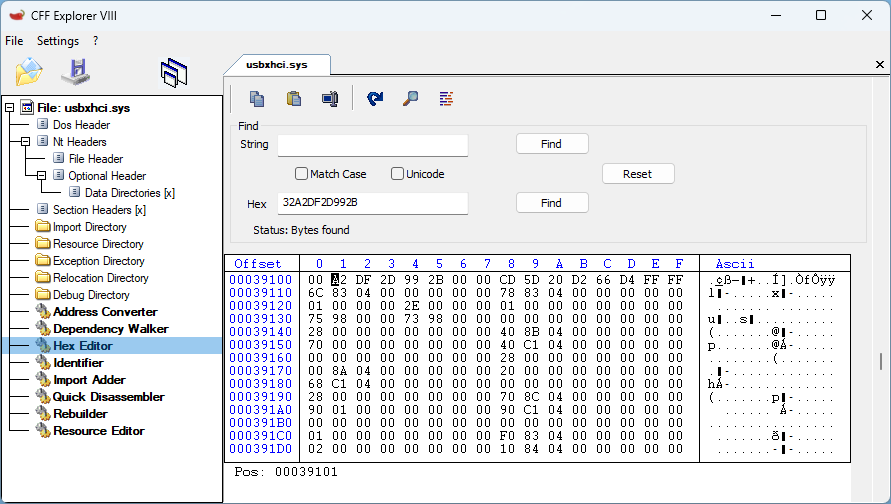 CFF Explorer VIII
File Settings ?
usbxhci.sys
File: usbxhci.sys
Dos Header
Nt Headers
File Header
Optional Header
Data Directories [x]
Section Headers [x]
Import Directory
Resource Directory
Exception Directory
Relocation Directory
Debug Directory
Address Converter
Dependency Walker
Hex Editor
Identifier
Import Adder
Quick Disassembler
Rebuilder
Resource Editor
Find
String
Find
Match Case Unicode
Reset
Hex 32A2DF2D992B Find
Status: Bytes found
Offset 0 1 2 3 4 5 6 7 8 9 A B C D E F Ascii
00039100 00 A2 DF 2D 99 2B 00 00 CD 5D 20 D2 66 D4 FF FF .¢ß-▮+..Í].ÒfÔÿÿ
00039110 6C 83 04 00 00 00 00 00 78 83 04 00 00 00 00 00 l▮-.....x▮-.....
00039120 01 00 00 00 2E 00 00 00 01 00 00 00 00 00 00 00 ................
00039130 75 98 00 00 73 98 00 00 00 00 00 00 00 00 00 00 u▮..s▮..........
00039140 28 00 00 00 00 00 00 00 40 8B 04 00 00 00 00 00 (.......@▮-.....
00039150 70 00 00 00 00 00 00 00 40 C1 04 00 00 00 00 00 p.......@Á-.....
00039160 00 00 00 00 00 00 00 00 28 00 00 00 00 00 00 00 ........(.......
00039170 00 8A 04 00 00 00 00 00 20 00 00 00 00 00 00 00 .▮-.............
00039180 68 C1 04 00 00 00 00 00 00 00 00 00 00 00 00 00 hÁ-.............
00039190 28 00 00 00 00 00 00 00 70 8C 04 00 00 00 00 00 (.......p▮-.....
000391A0 90 01 00 00 00 00 00 00 90 C1 04 00 00 00 00 00 .........Á-.....
000391B0 00 00 00 00 00 00 00 00 00 00 00 00 00 00 00 00 ................
000391C0 01 00 00 00 00 00 00 00 F0 83 04 00 00 00 00 00 ........ð▮-.....
000391D0 02 00 00 00 00 00 00 00 10 84 04 00 00 00 00 00 ........-▮-.....
Pos: 00039101